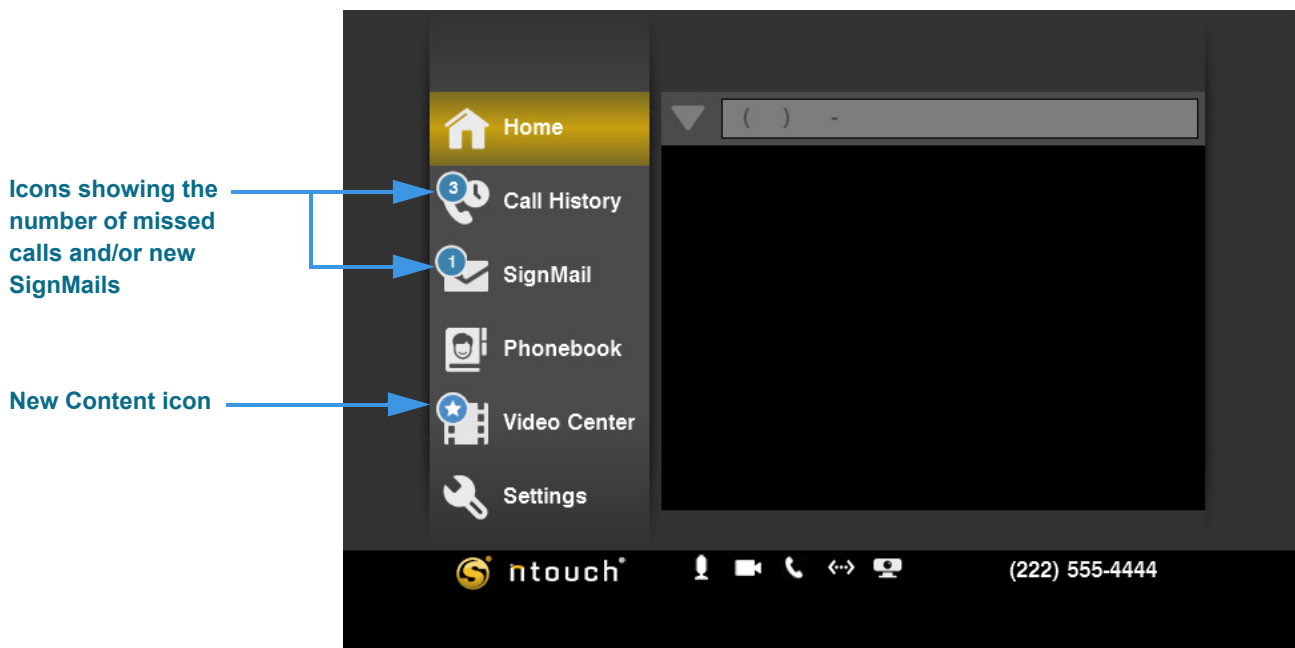 Home
( ) -
Icons showing the
number of missed
calls and/or new
SignMails
3
Call History
1
SignMail
Phonebook
New Content icon
Video Center
Settings
S ntouch®
(222) 555-4444